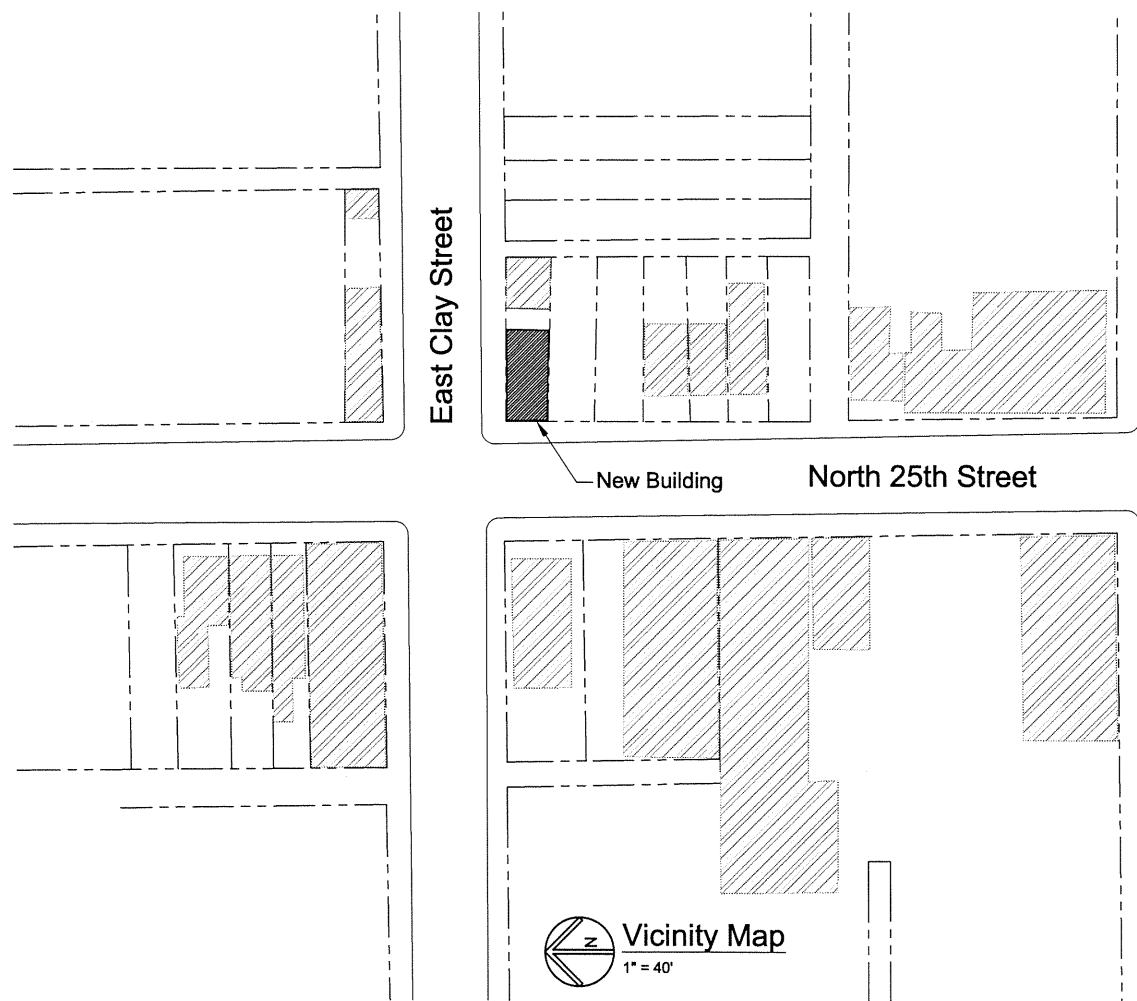 East Clay Street
New Building
North 25th Street
N
Vicinity Map
1" = 40'